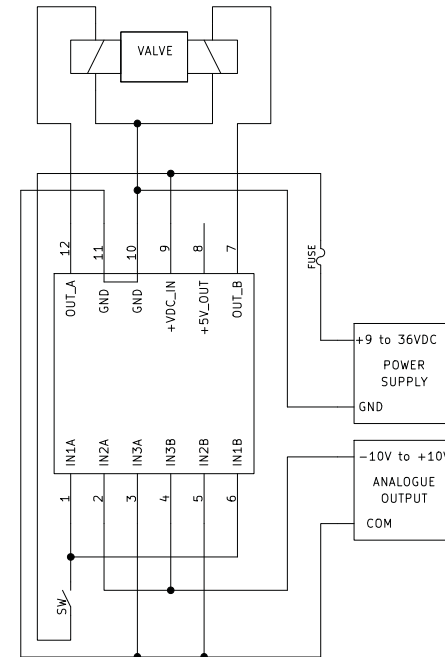 VALVE
12
11
10
9
8
7
OUT_A
GND
GND
+VDC_IN
+5V_OUT
OUT_B
FUSE
+9 to 36VDC
POWER
SUPPLY
GND
IN1A
IN2A
IN3A
IN3B
IN2B
IN1B
1
2
3
4
5
6
-10V to +10V
ANALOGUE
OUTPUT
COM
SW